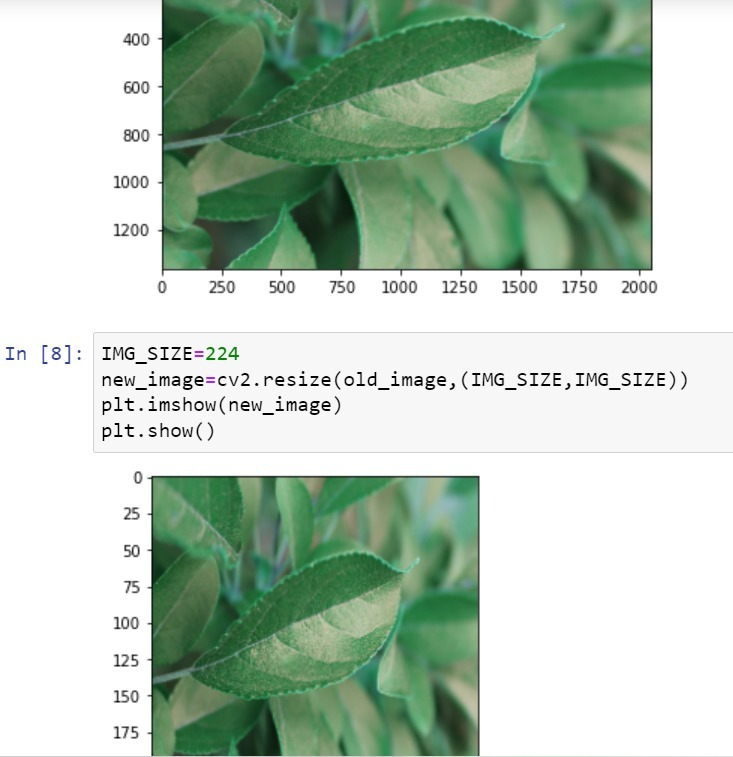 400
600
800
1000
1200
0 250 500 750 1000 1250 1500 1750 2000
In [8]: IMG_SIZE=224
new_image=cv2.resize(old_image,(IMG_SIZE,IMG_SIZE))
plt.imshow(new_image)
plt.show()
0
25
50
75
100
125
150
175